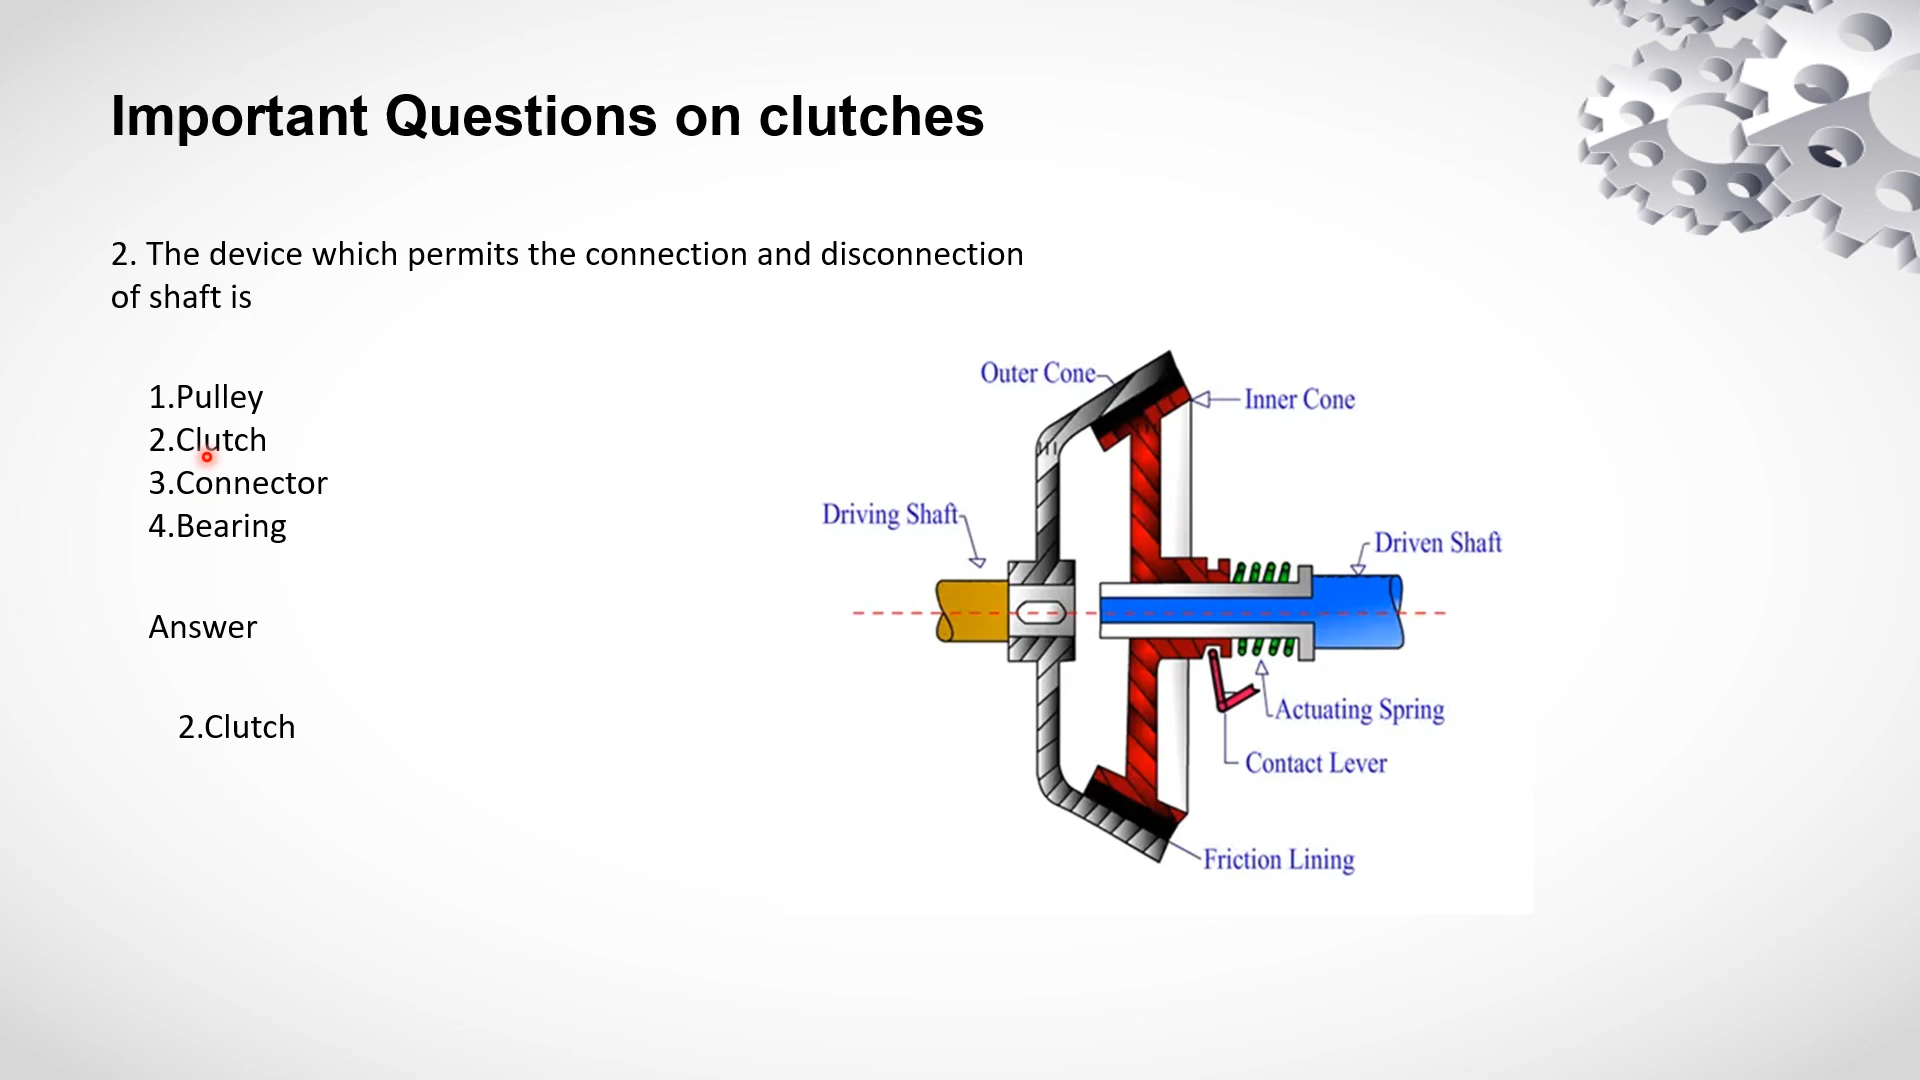 Important Questions on clutches
2. The device which permits the connection and disconnection
of shaft is
1.Pulley
2.Clutch
3.Connector
4.Bearing
Answer
2.Clutch
Outer Cone
Inner Cone
Driving Shaft
Driven Shaft
Actuating Spring
Contact Lever
Friction Lining